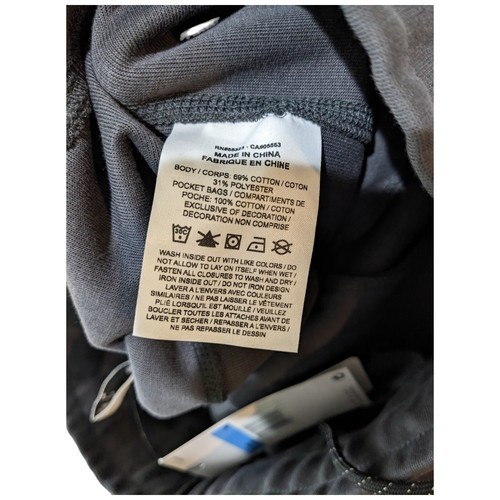 MADE IN CHINA
FABRIQUE EN CHINE
BODY / CORPS: 69% COTTON / COTON
31% POLYESTER
POCKET BAGS / COMPARTIMENTS DE
POCHE: 100% COTTON / COTON
EXCLUSIVE OF DECORATION /
DECORATION NON COMPRISE
30C
WASH INSIDE OUT WITH LIKE COLORS / DO
NOT ALLOW TO LAY ON ITSELF WHEN WET /
FASTEN ALL CLOSURES TO WASH AND DRY /
IRON INSIDE OUT / DO NOT IRON DESIGN
LAVER A L'ENVERS AVEC COULEURS
SIMILAIRES / NE PAS LAISSER LE VÊTEMENT
PLIÉ LORSQU'IL EST MOUILLÉ / VEUILLEZ
BOUCLER TOUTES LES ATTACHES AVANT DE
LAVER ET SECHER / REPASSER A L'ENVERS /
NE PAS REPASSER LE DESSIN